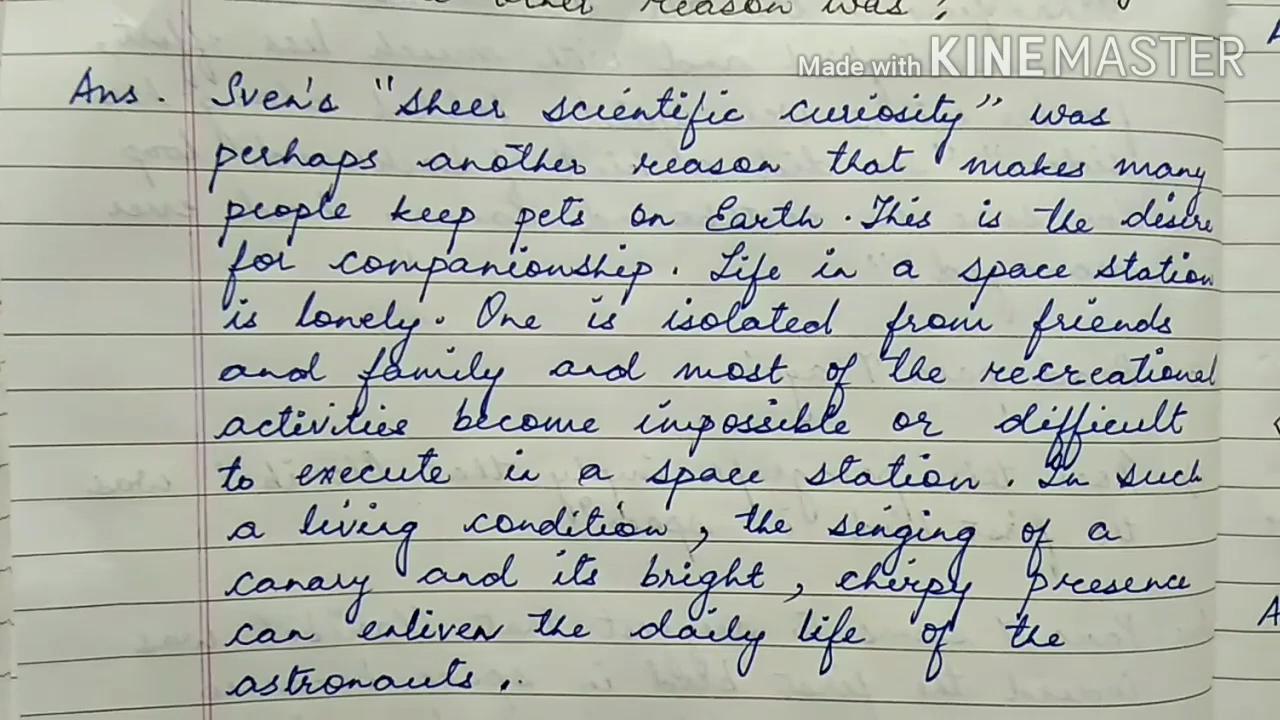 other reason was?
Made with KINEMASTER
Ans. Sven's "sheer scientific curiosity" was
perhaps another reason that makes many
people keep pets on Earth. This is the desire
for companionship. Life in a space station
is lonely. One is isolated from friends
and family and most of the recreational
activities become impossible or difficult
to execute in a space station. In such
a living condition, the singing of a
canary and its bright, chirpy presence
can enliven the daily life of the
astronauts.